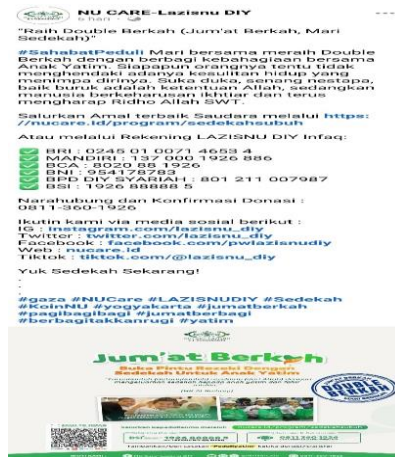 NU CARE-Lazisnu DIY
6 hari
"Raih Double Berkah (Jum'at Berkah, Mari
Sedekah)"
#SahabatPeduli Mari bersama meraih Double
Berkah dengan berbagi kebahagiaan bersama
Anak Yatim. Siapapun orangnya tentu tidak
menghendaki adanya kesulitan hidup yang
menimpa dirinya. Suka duka, senang nestapa,
baik buruk adalah ketentuan Allah, sedangkan
manusia berkeharusan ikhtiar dan terus
mengharap Ridho Allah SWT.
Salurkan Amal terbaik Saudara melalui https:
//nucare.id/program/sedekahsubuh
Atau melalui Rekening LAZISNU DIY Infaq:
BRI : 0245 01 0071 4653 4
MANDIRI : 137 000 1926 886
BCA : 8020 88 1926
BNI : 954178783
BPD DIY SYARIAH : 801 211 007987
BSI : 1926 88888 5
Narahubung dan Konfirmasi Donasi :
0811-360-1926
Ikutin kami via media sosial berikut :
IG : instagram.com/lazisnu_diy
Twitter : twitter.com/lazisnu_diy
Facebook : facebook.com/pwlazisnudiy
Web : nucare.id
Tiktok : tiktok.com/@lazisnu_diy
Yuk Sedekah Sekarang!
.
.
#gaza #NUCare #LAZISNUDIY #Sedekah
#KoinNU #yogyakarta #jumatberkah
#pagibagibagi #jumatberbagi
#berbagitakkanrugi #yatim
Jum'at Berkah
Buka Pintu Rezeki Dengan
Sedekah Untuk Anak Yatim
DOUBLE
BERKAH